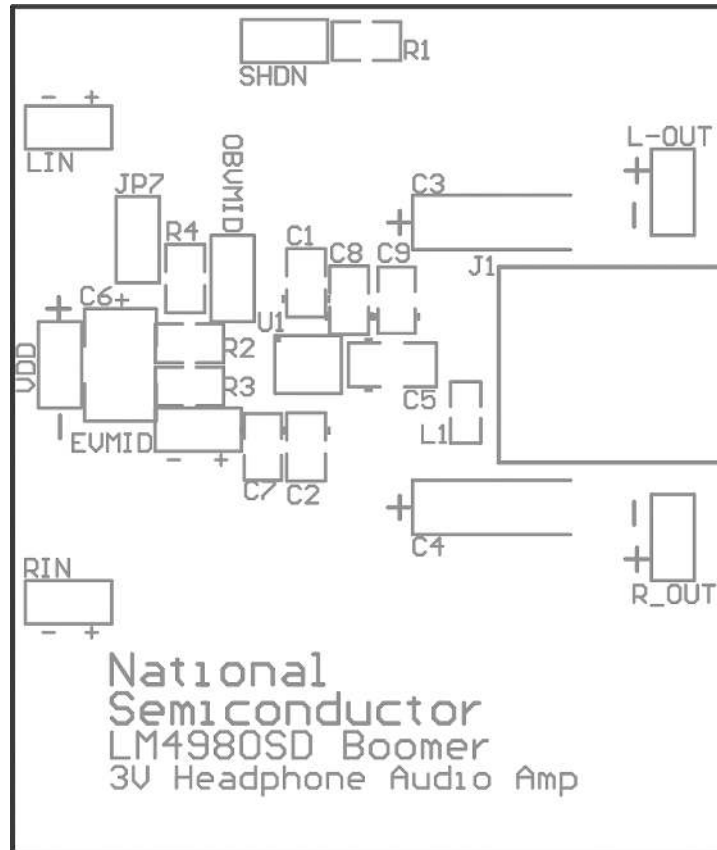 R1
SHDN
- +
LIN
OBVMID
L-OUT
+
-
JP7
C3
+
R4
C1
C8
C9
J1
C6+
+
U1
VDD
R2
R3
C5
-
EVMID
- +
L1
C7
C2
+
-
C4
+
RIN
R_OUT
- +
National
Semiconductor
LM4980SD Boomer
3V Headphone Audio Amp